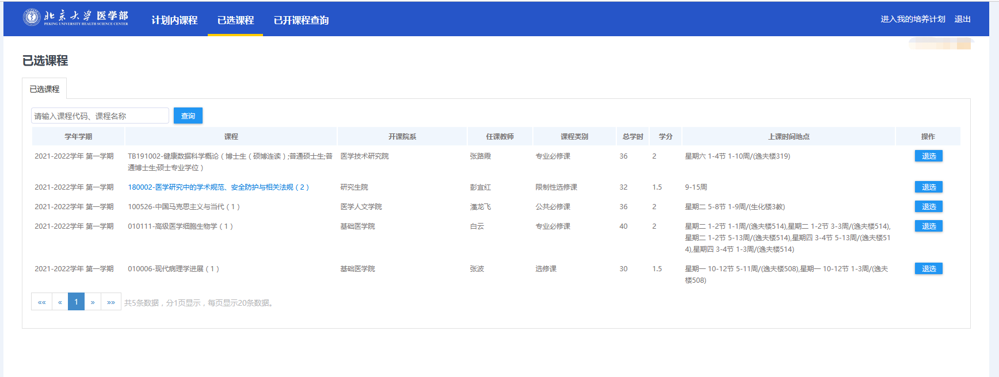 北京大学 医学部
PEKING UNIVERSITY HEALTH SCIENCE CENTER
计划内课程 已选课程 已开课程查询 进入我的培养计划 退出
已选课程
已选课程
请输入课程代码、课程名称 查询
学年学期 课程 开课院系 任课教师 课程类别 总学时 学分 上课时间地点 操作
2021-2022学年 第一学期 TB191002-健康数据科学概论（博士生（硕博连读）;普通硕士生;普 医学技术研究院 张路霞 专业必修课 36 2 星期六 1-4节 1-10周/(逸夫楼319) 退选
通博士生;硕士专业学位）
2021-2022学年 第一学期 180002-医学研究中的学术规范、安全防护与相关法规（2） 研究生院 彭宜红 限制性选修课 32 1.5 9-15周 退选
2021-2022学年 第一学期 100526-中国马克思主义与当代（1） 医学人文学院 潘龙飞 公共必修课 36 2 星期二 5-8节 1-9周/(生化楼3教) 退选
2021-2022学年 第一学期 010111-高级医学细胞生物学（1） 基础医学院 白云 专业必修课 40 2 星期二 1-2节 1-1周/(逸夫楼514),星期二 1-2节 3-3周/(逸夫楼514), 退选
星期二 1-2节 5-13周/(逸夫楼514),星期四 3-4节 5-13周/(逸夫楼51
4),星期四 3-4节 1-3周/(逸夫楼514)
2021-2022学年 第一学期 010006-现代病理学进展（1） 基础医学院 张波 选修课 30 1.5 星期一 10-12节 5-11周/(逸夫楼508),星期一 10-12节 1-3周/(逸夫 退选
楼508)
«« « 1 » »» 共5条数据，分1页显示，每页显示20条数据。